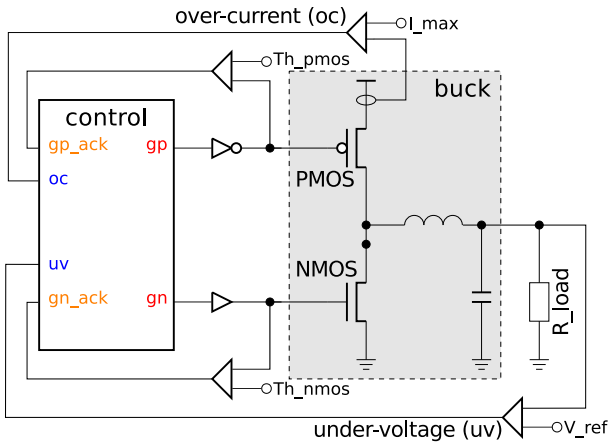 over-current (oc)
I_max
Th_pmos
buck
control
gp_ack
gp
oc
PMOS
uv
NMOS
gn_ack
gn
R_load
Th_nmos
under-voltage (uv)
V_ref